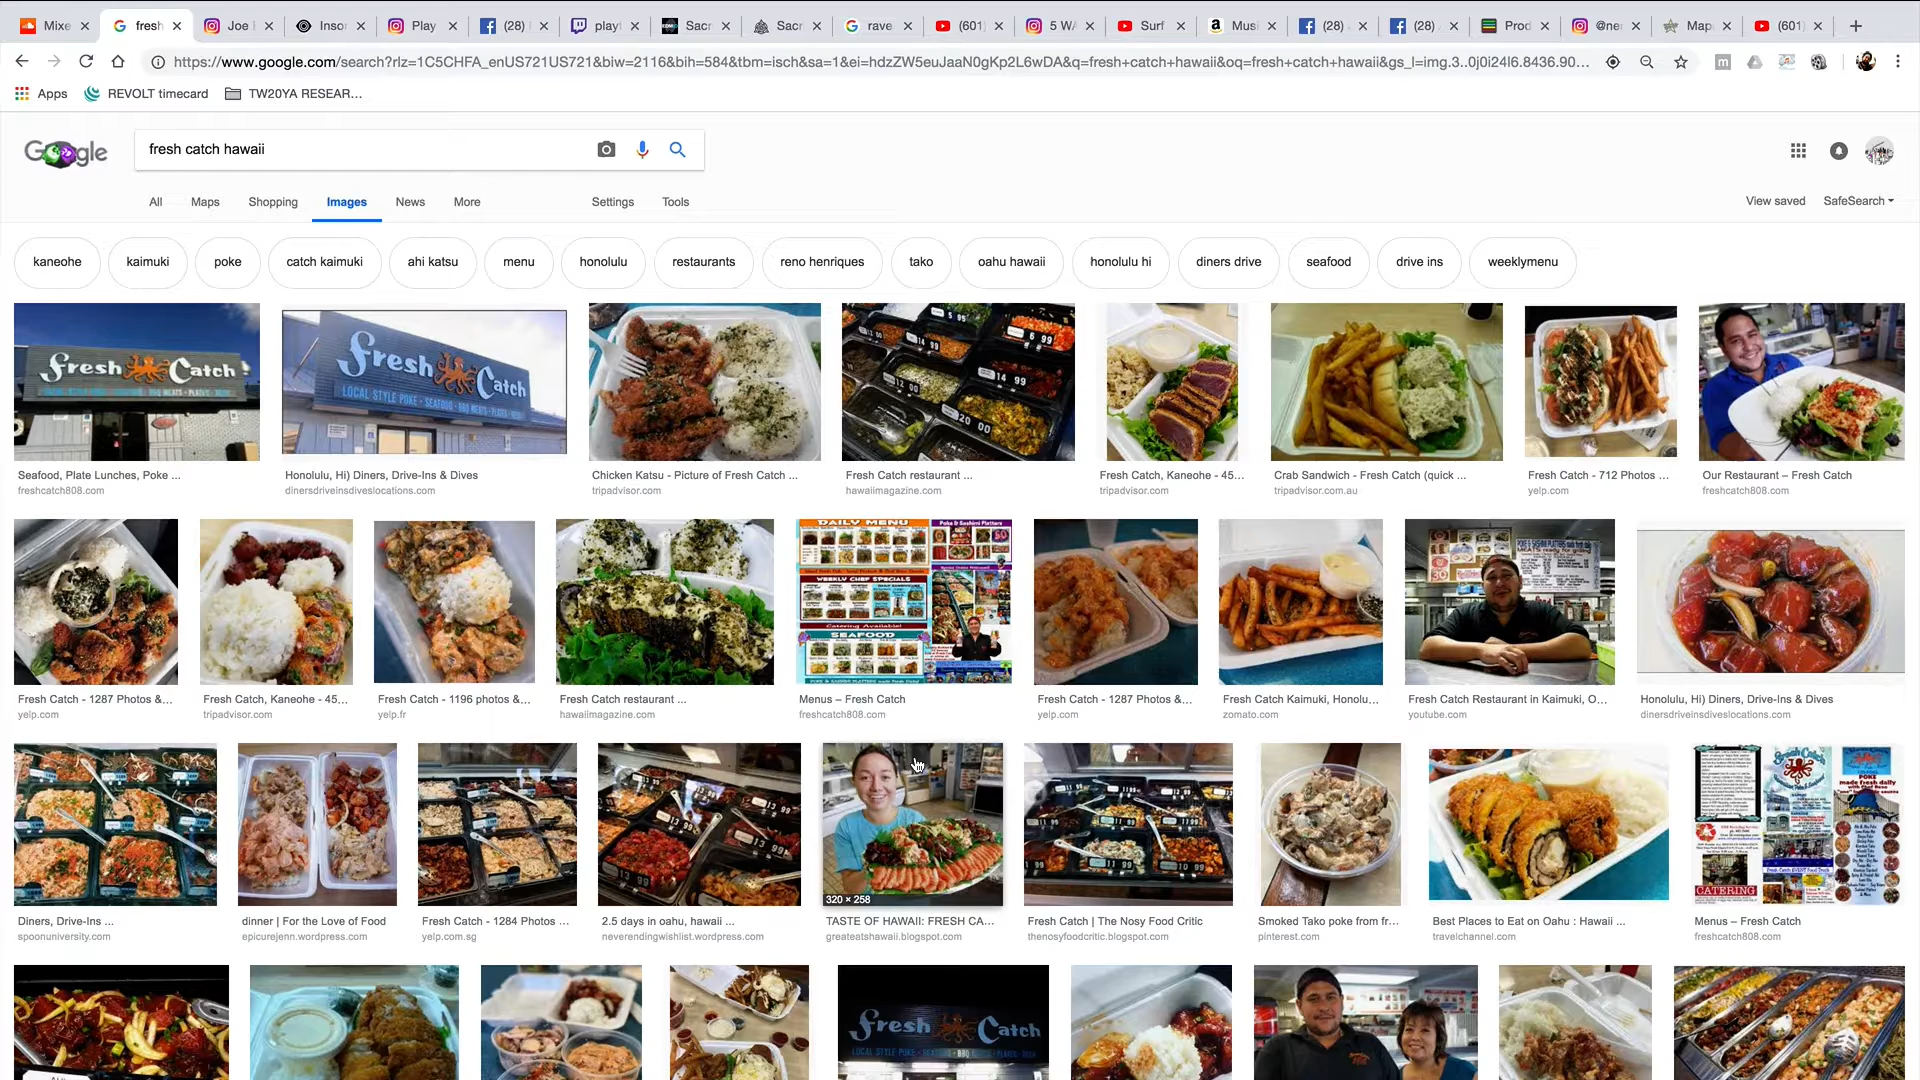 Mixe
fresh
Joe
Insor
Play
(28)
playt
Sacr
Sacr
rave
(601)
5 W
Surf
Musi
(28)
(28)
Prod
@ne
Map
(601)
https://www.google.com/search?rlz=1C5CHFA_enUS721US721&biw=2116&bih=584&tbm=isch&sa=1&ei=hdzZW5euJaaN0gKp2L6wDA&q=fresh+catch+hawaii&oq=fresh+catch+hawaii&gs_l=img.3..0j0i24l6.8436.90...
Apps REVOLT timecard TW20YA RESEAR...
Google
fresh catch hawaii
All Maps Shopping Images News More Settings Tools View saved SafeSearch
kaneohe kaimuki poke catch kaimuki ahi katsu menu honolulu restaurants reno henriques tako oahu hawaii honolulu hi diners drive seafood drive ins weeklymenu
Fresh Catch
Fresh Catch
LOCAL STYLE POKE - SEAFOOD - BBQ MEATS - PLATES - MORE
Seafood, Plate Lunches, Poke ...
freshcatch808.com
Honolulu, Hi) Diners, Drive-Ins & Dives
dinersdriveinsdiveslocations.com
Chicken Katsu - Picture of Fresh Catch ...
tripadvisor.com
Fresh Catch restaurant ...
hawaiimagazine.com
Fresh Catch, Kaneohe - 45...
tripadvisor.com
Crab Sandwich - Fresh Catch (quick ...
tripadvisor.com.au
Fresh Catch - 712 Photos ...
yelp.com
Our Restaurant – Fresh Catch
freshcatch808.com
DAILY MENU
WEEKLY CHEF SPECIALS
Catering Available!
SEAFOOD
Fresh Catch - 1287 Photos &...
yelp.com
Fresh Catch, Kaneohe - 45...
tripadvisor.com
Fresh Catch - 1196 photos &...
yelp.fr
Fresh Catch restaurant ...
hawaiimagazine.com
Menus – Fresh Catch
freshcatch808.com
Fresh Catch - 1287 Photos &...
yelp.com
Fresh Catch Kaimuki, Honolu...
zomato.com
Fresh Catch Restaurant in Kaimuki, O...
youtube.com
Honolulu, Hi) Diners, Drive-Ins & Dives
dinersdriveinsdiveslocations.com
320 × 258
CATERING
Diners, Drive-Ins ...
spoonuniversity.com
dinner | For the Love of Food
epicurejenn.wordpress.com
Fresh Catch - 1284 Photos ...
yelp.com.sg
2.5 days in oahu, hawaii ...
neverendingwishlist.wordpress.com
TASTE OF HAWAII: FRESH CA...
greateatshawaii.blogspot.com
Fresh Catch | The Nosy Food Critic
thenosyfoodcritic.blogspot.com
Smoked Tako poke from fr...
pinterest.com
Best Places to Eat on Oahu : Hawaii ...
travelchannel.com
Menus – Fresh Catch
freshcatch808.com
Fresh Catch